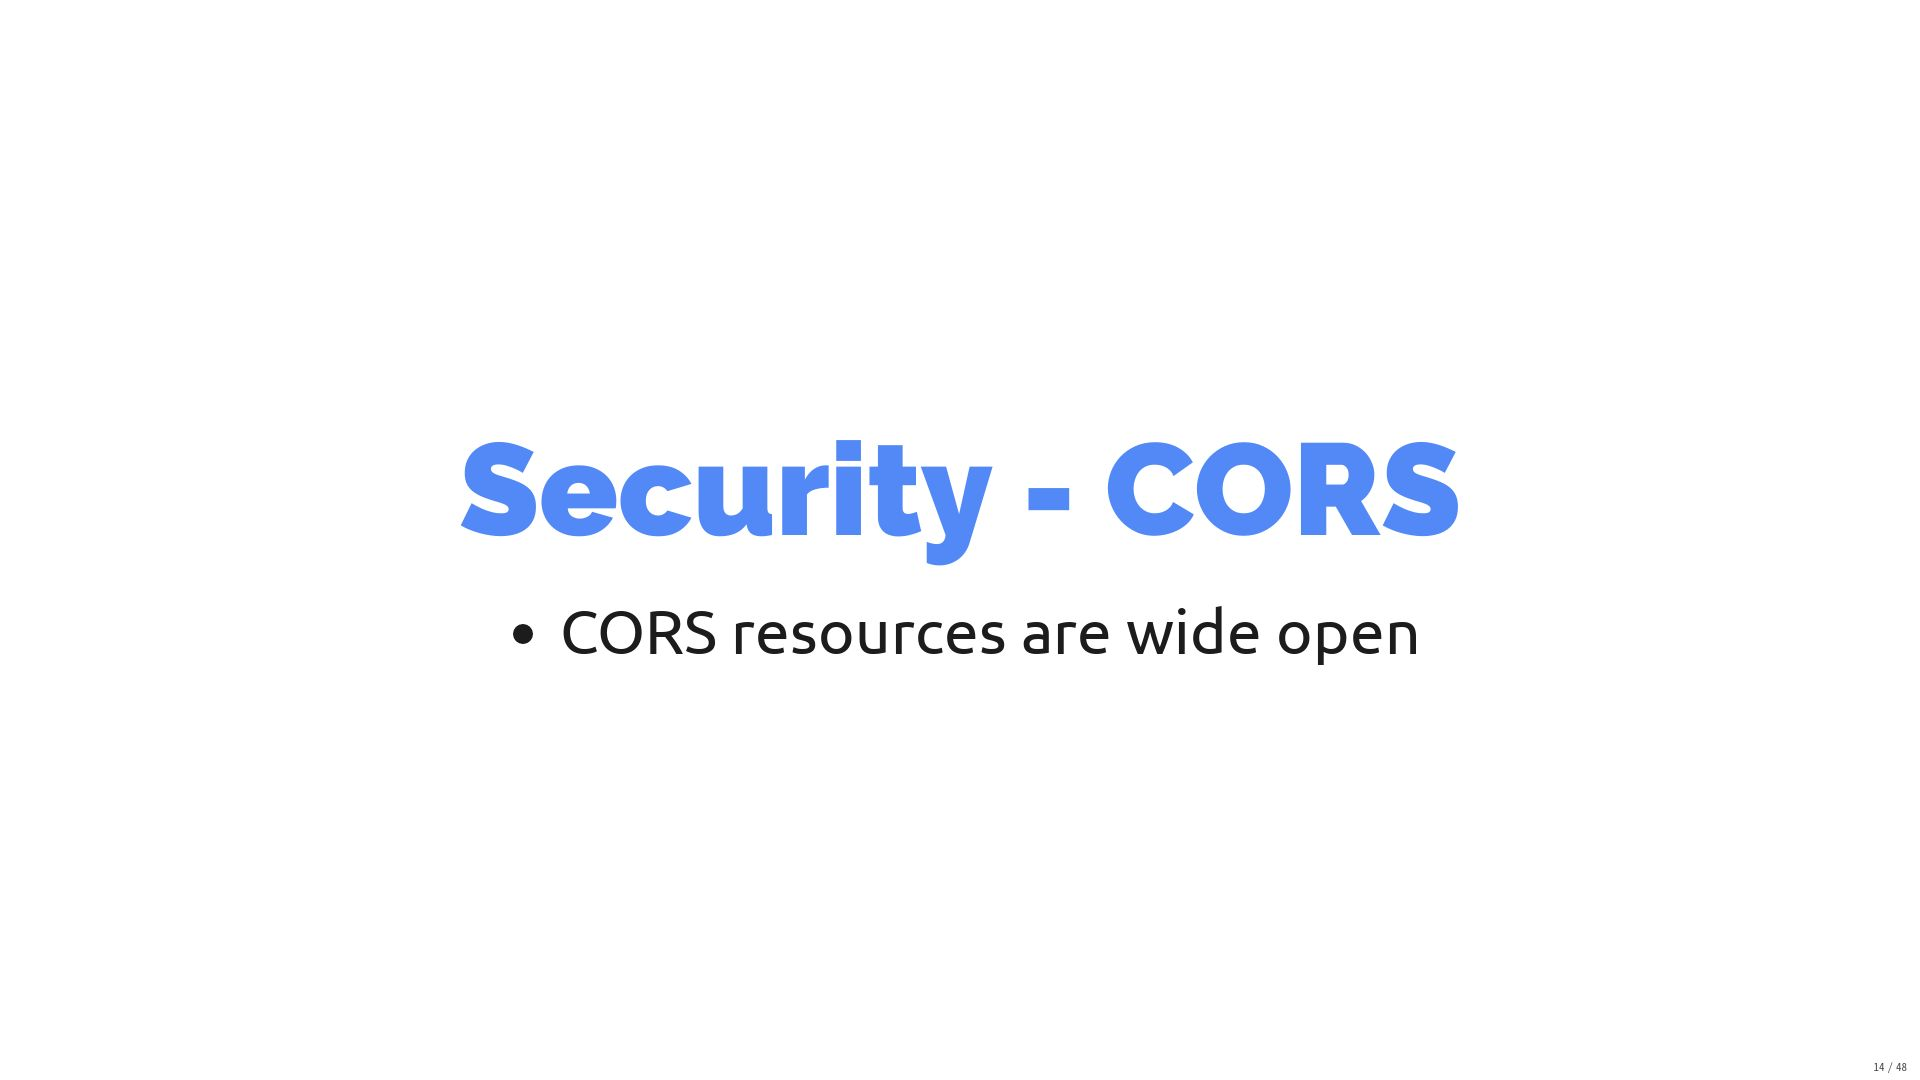 Security - CORS
• CORS resources are wide open
14 / 48